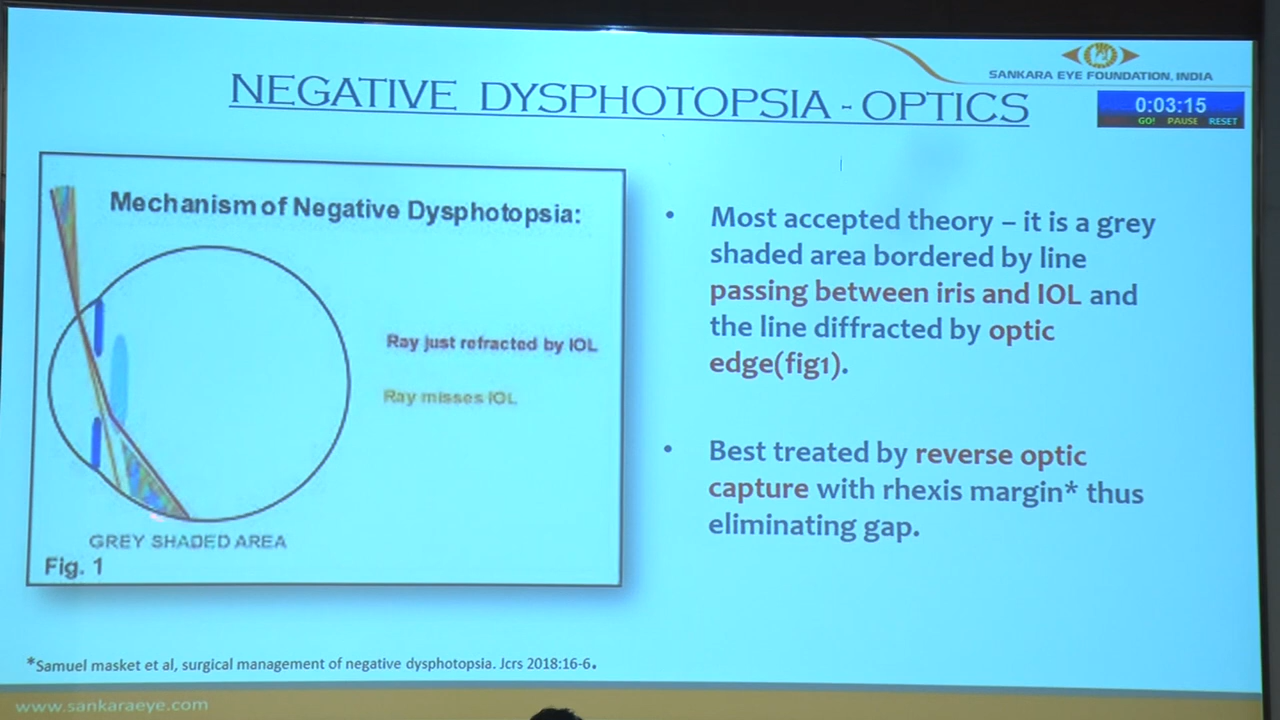 SANKARA EYE FOUNDATION, INDIA
NEGATIVE DYSPHOTOPSIA - OPTICS
0:03:15
GO! PAUSE RESET
Mechanism of Negative Dysphotopsia:
Ray just refracted by IOL
Ray misses IOL
GREY SHADED AREA
Fig. 1
• Most accepted theory – it is a grey
shaded area bordered by line
passing between iris and IOL and
the line diffracted by optic
edge(fig1).
• Best treated by reverse optic
capture with rhexis margin* thus
eliminating gap.
*Samuel masket et al, surgical management of negative dysphotopsia. Jcrs 2018:16-6.
www.sankaraeye.com